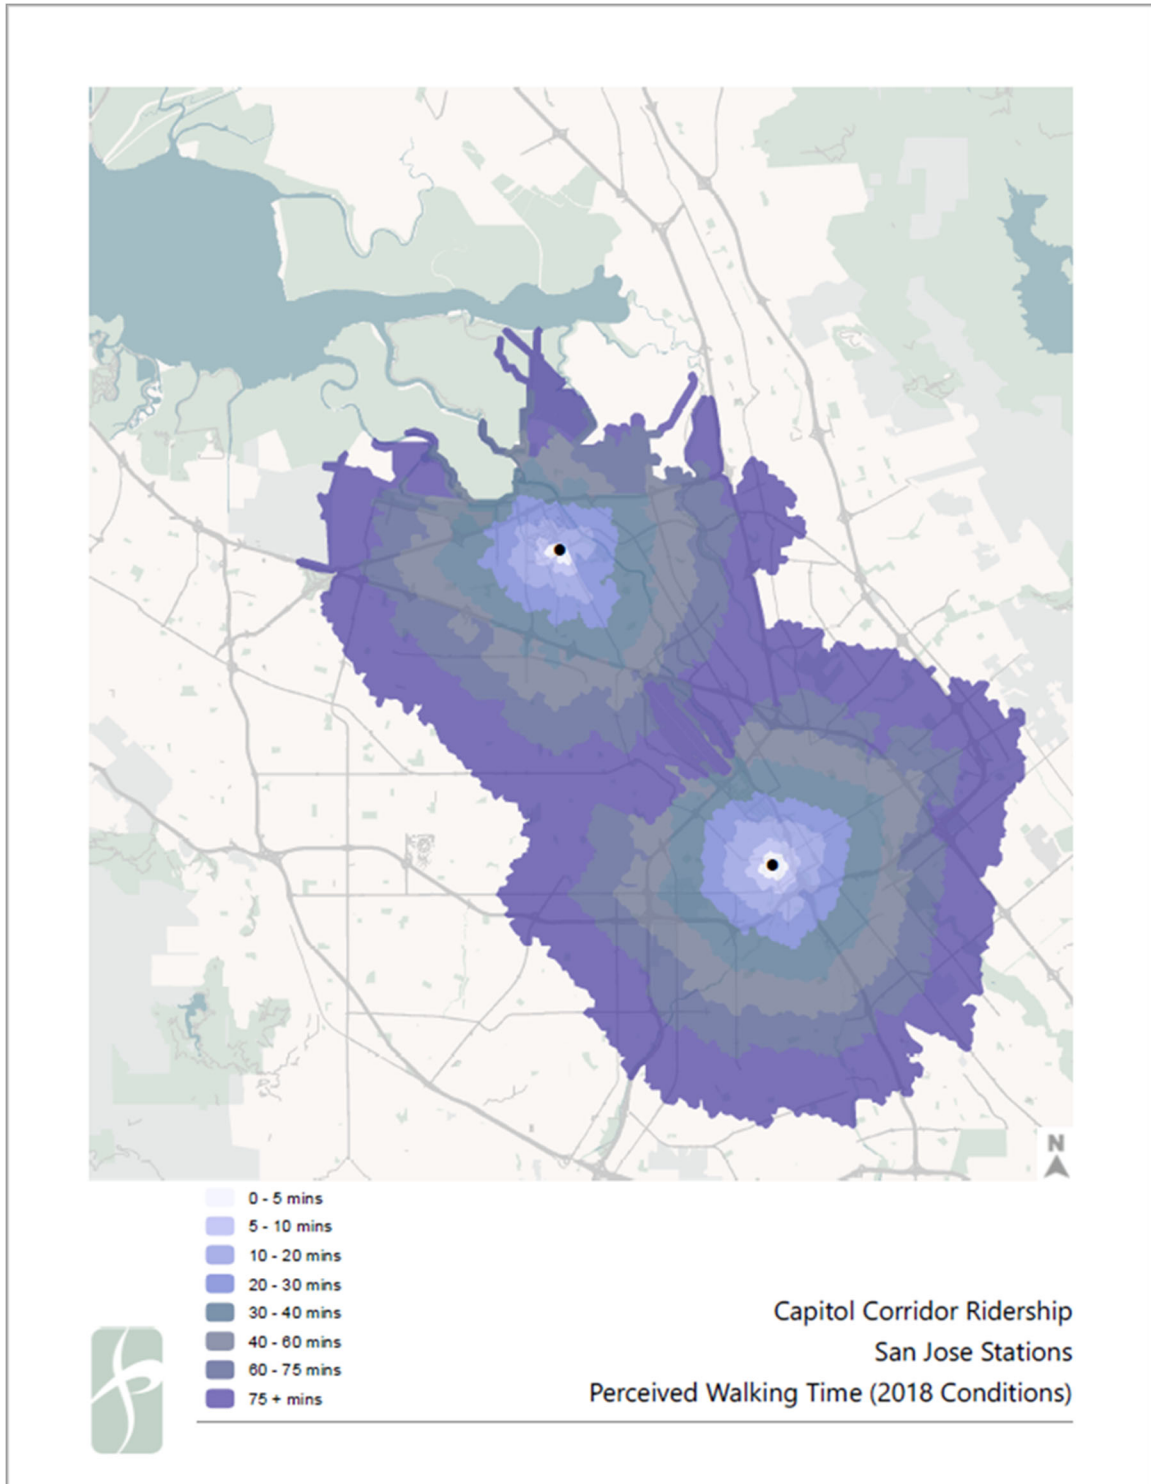 N
0 - 5 mins
5 - 10 mins
10 - 20 mins
20 - 30 mins
30 - 40 mins
40 - 60 mins
60 - 75 mins
75 + mins
Capitol Corridor Ridership
San Jose Stations
Perceived Walking Time (2018 Conditions)